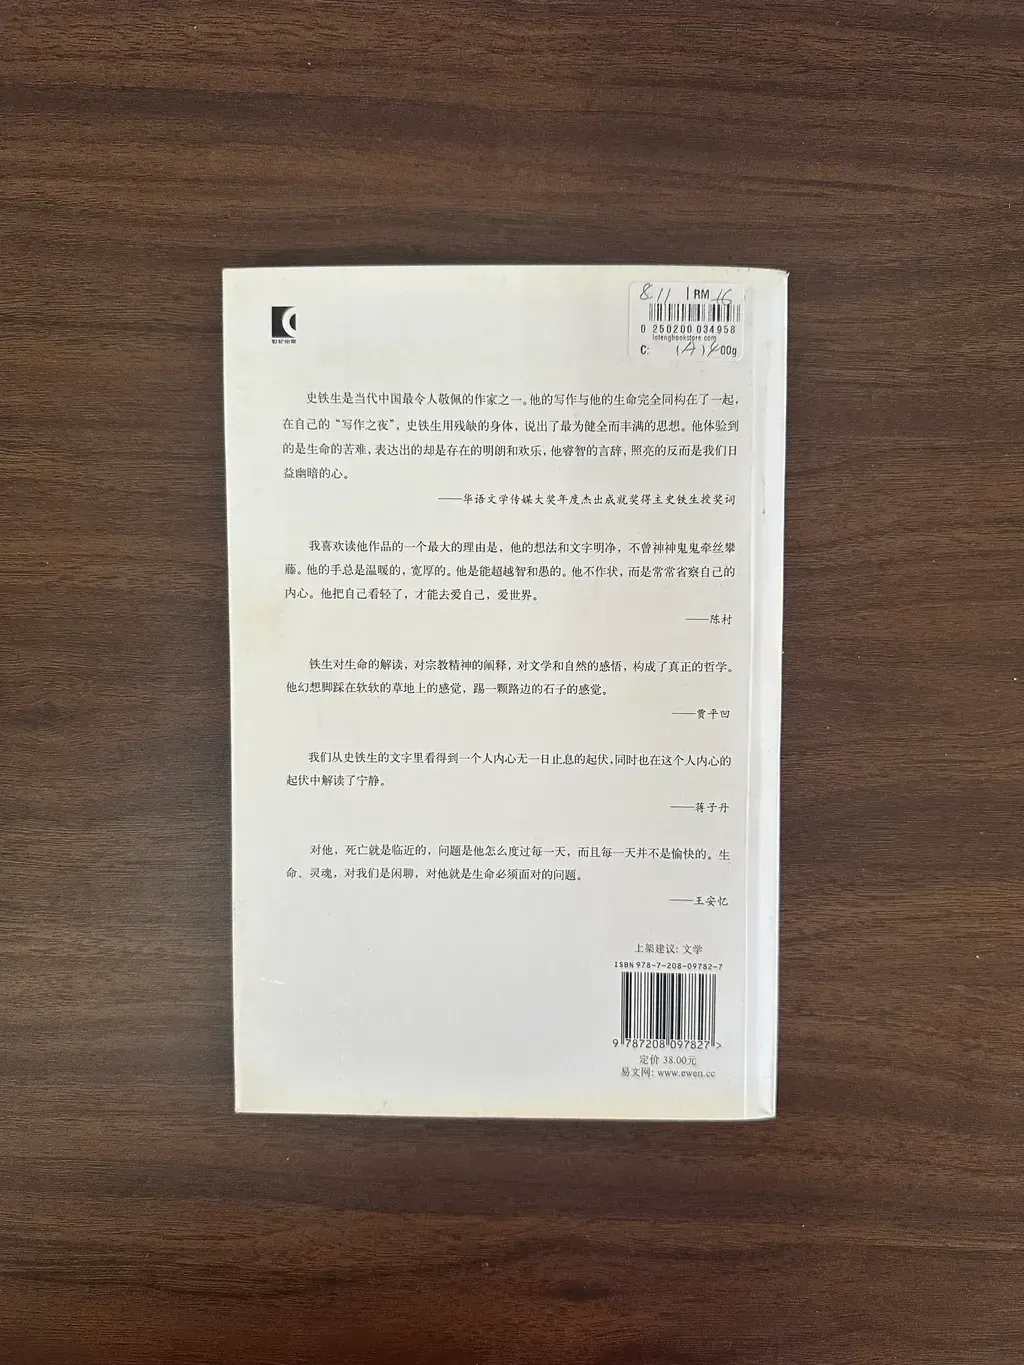 世纪出版
8.11 RM 16
0 250200 034958
lotengbookstore.com
C: (A) 400g
史铁生是当代中国最令人敬佩的作家之一。他的写作与他的生命完全同构在了一起，
在自己的“写作之夜”，史铁生用残缺的身体，说出了最为健全而丰满的思想。他体验到
的是生命的苦难，表达出的却是存在的明朗和欢乐，他睿智的言辞，照亮的反而是我们日
益幽暗的心。
——华语文学传媒大奖年度杰出成就奖得主史铁生授奖词
我喜欢读他作品的一个最大的理由是，他的想法和文字明净，不曾神神鬼鬼牵丝攀
藤。他的手总是温暖的，宽厚的。他是能超越智和愚的。他不作状，而是常常省察自己的
内心。他把自己看轻了，才能去爱自己，爱世界。
——陈村
铁生对生命的解读，对宗教精神的阐释，对文学和自然的感悟，构成了真正的哲学。
他幻想脚踩在软软的草地上的感觉，踢一颗路边的石子的感觉。
——贾平凹
我们从史铁生的文字里看得到一个人内心无一日止息的起伏，同时也在这个人内心的
起伏中解读了宁静。
——蒋子丹
对他，死亡就是临近的，问题是他怎么度过每一天，而且每一天并不是愉快的。生
命、灵魂，对我们是闲聊，对他就是生命必须面对的问题。
——王安忆
上架建议：文学
ISBN 978-7-208-09782-7
9 787208 097827 >
定价 38.00元
易文网：www.ewen.cc